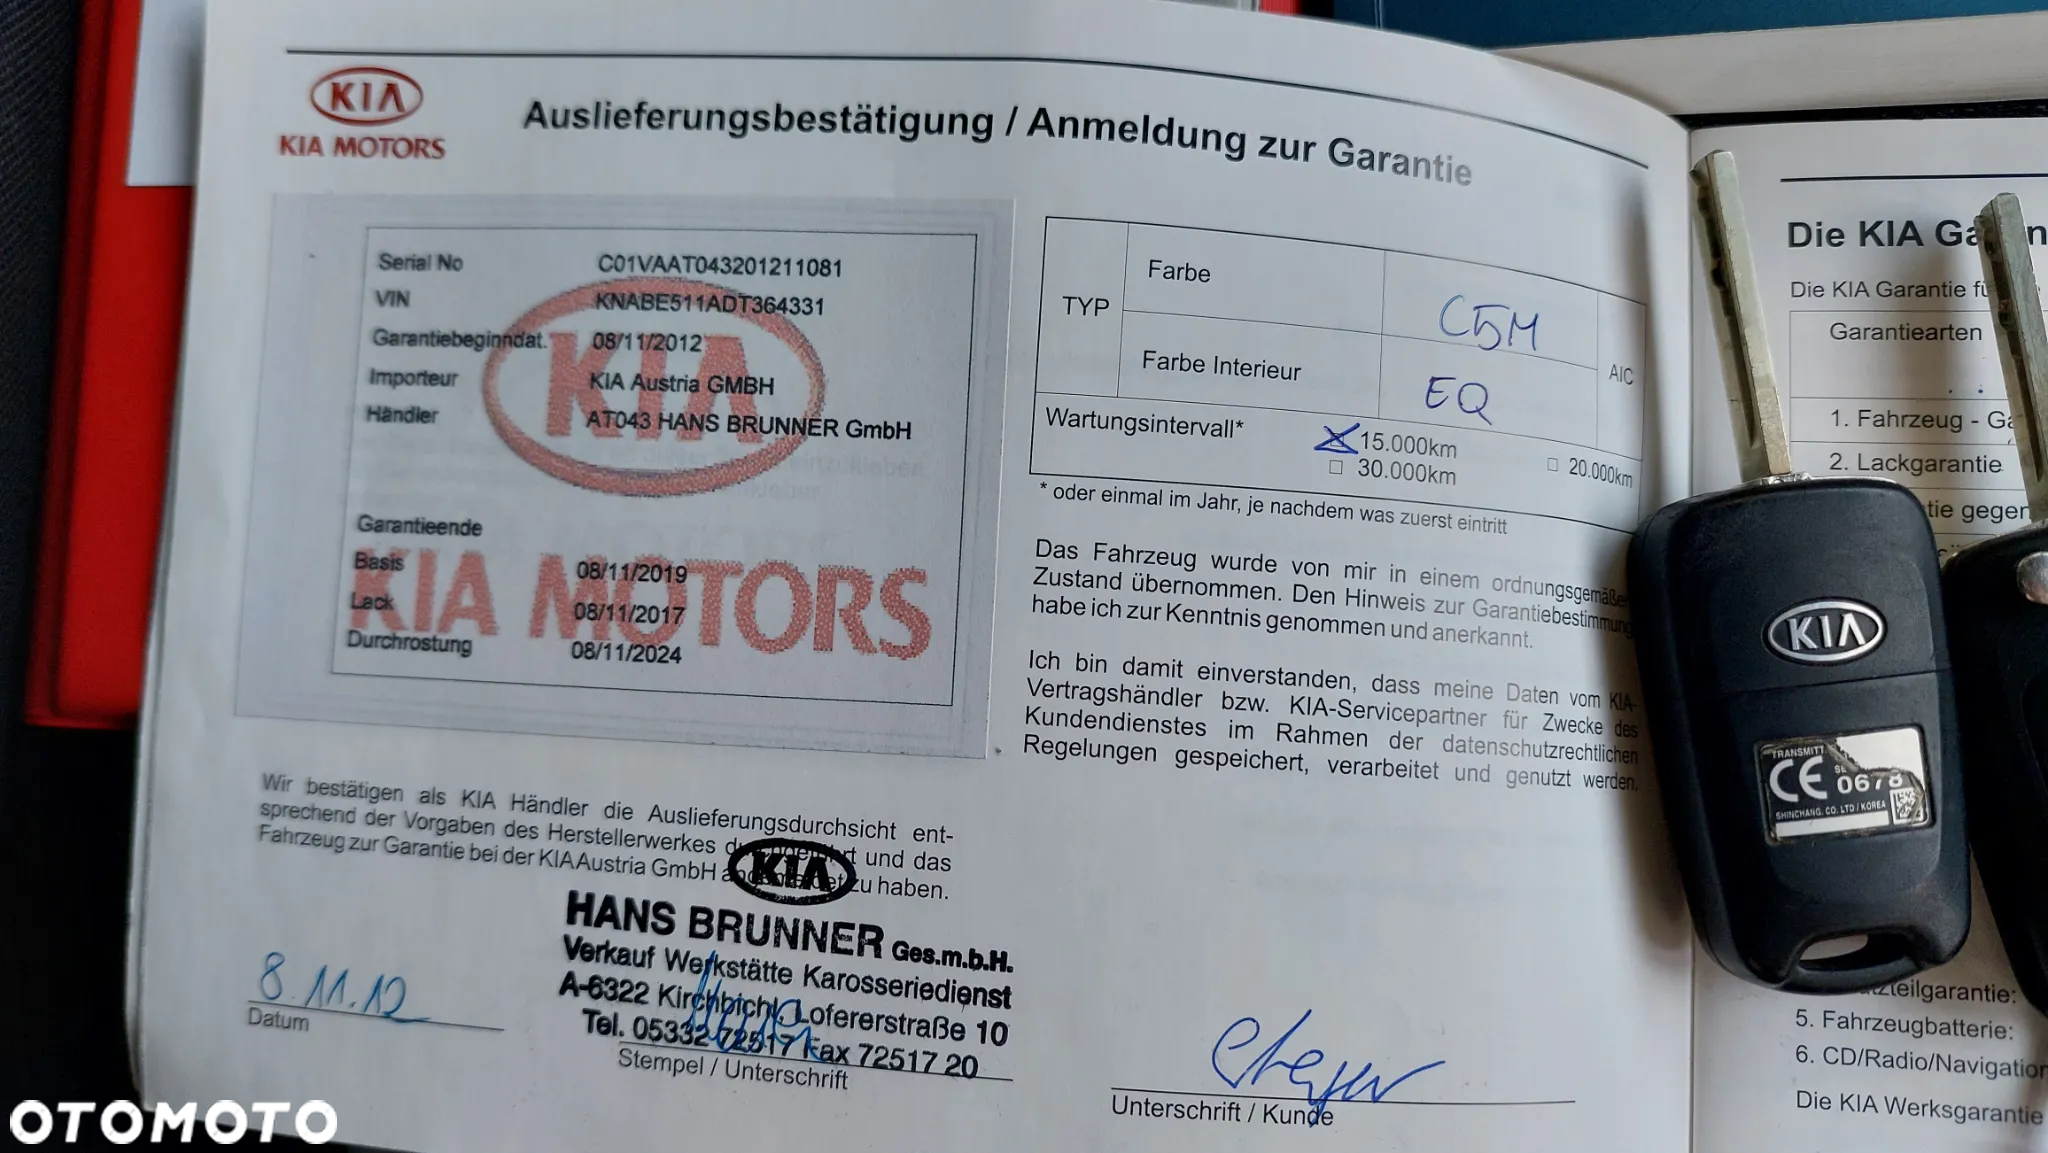 KIA
KIA MOTORS
Auslieferungsbestätigung / Anmeldung zur Garantie
Serial No C01VAAT043201211081
VIN KNABE511ADT364331
Garantiebeginndat. 08/11/2012
Importeur KIA Austria GMBH
Händler AT043 HANS BRUNNER GmbH
KIA
Garantieende
Basis 08/11/2019
Lack 08/11/2017
Durchrostung 08/11/2024
KIA MOTORS
TYP
Farbe C5M
Farbe Interieur EQ
AIC
Wartungsintervall* 15.000km
30.000km 20.000km
* oder einmal im Jahr, je nachdem was zuerst eintritt
Das Fahrzeug wurde von mir in einem ordnungsgemäßen
Zustand übernommen. Den Hinweis zur Garantiebestimmung
habe ich zur Kenntnis genommen und anerkannt.
Ich bin damit einverstanden, dass meine Daten vom KIA-
Vertragshändler bzw. KIA-Servicepartner für Zwecke des
Kundendienstes im Rahmen der datenschutzrechtlichen
Regelungen gespeichert, verarbeitet und genutzt werden.
Wir bestätigen als KIA Händler die Auslieferungsdurchsicht ent-
sprechend der Vorgaben des Herstellerwerkes und das
Fahrzeug zur Garantie bei der KIA Austria GmbH zu haben.
KIA
HANS BRUNNER Ges.m.b.H.
Verkauf Werkstätte Karosseriedienst
A-6322 Kirchbichl, Lofererstraße 10
Tel. 05332 72517 Fax 72517 20
8.11.12
Datum
Stempel / Unterschrift
Unterschrift / Kunde
Die KIA
Die KIA Garantie
Garantiearten
1. Fahrzeug -
2. Lackgarantie
gegen
5. Fahrzeugbatterie:
6. CD/Radio/Navigation
Die KIA Werksgarantie
KIA
CE 0678
SHINCHANG. CO. LTD / KOREA
OTOMOTO